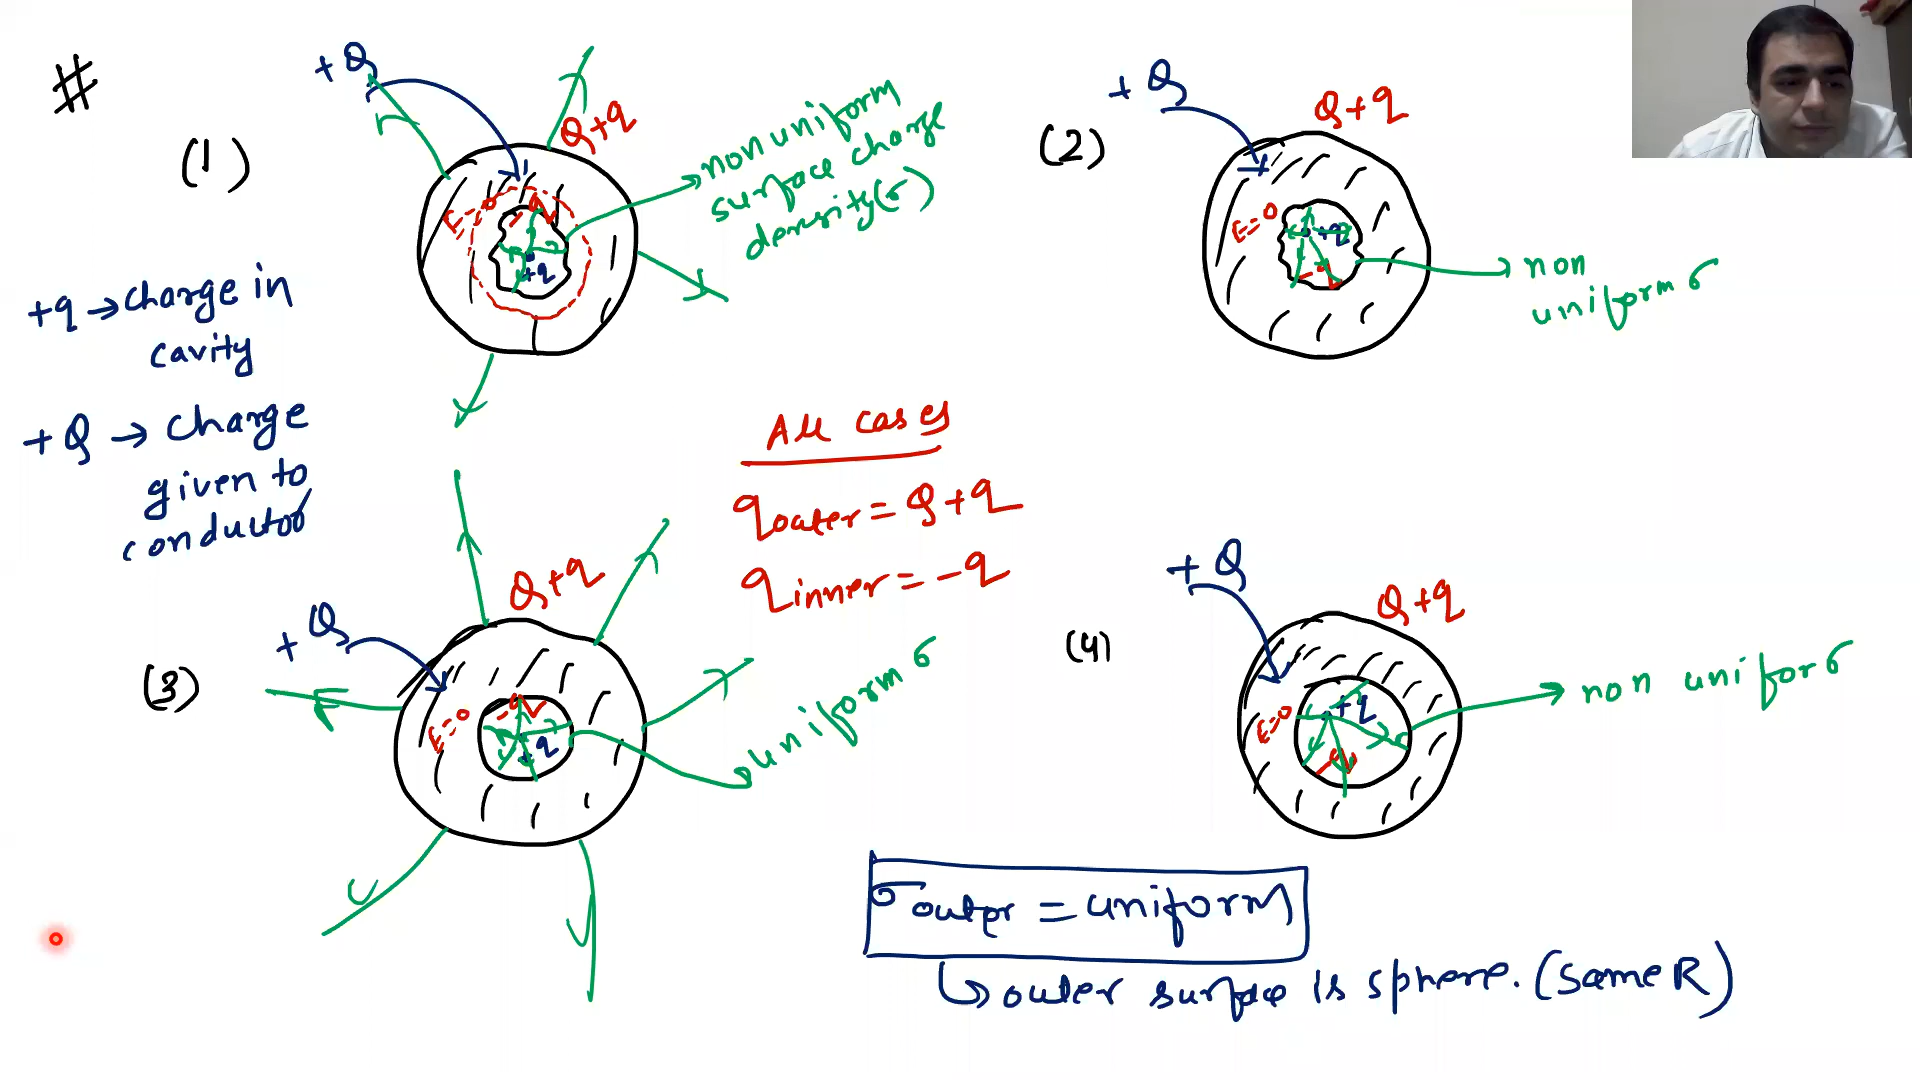 #
(1)
+Q
Q+q
non uniform
surface charge
density(σ)
E=0
-q
+q
+q → charge in
cavity
+Q → charge
given to
conductor
(2)
+Q
Q+q
E=0
+q
-q
non
uniform σ
All cases
qouter = Q+q
qinner = -q
(3)
+Q
Q+q
E=0
-q
+q
uniform σ
(4)
+Q
Q+q
E=0
+q
-q
non unifor σ
σouter = uniform
↳ outer surface is sphere. (same R)